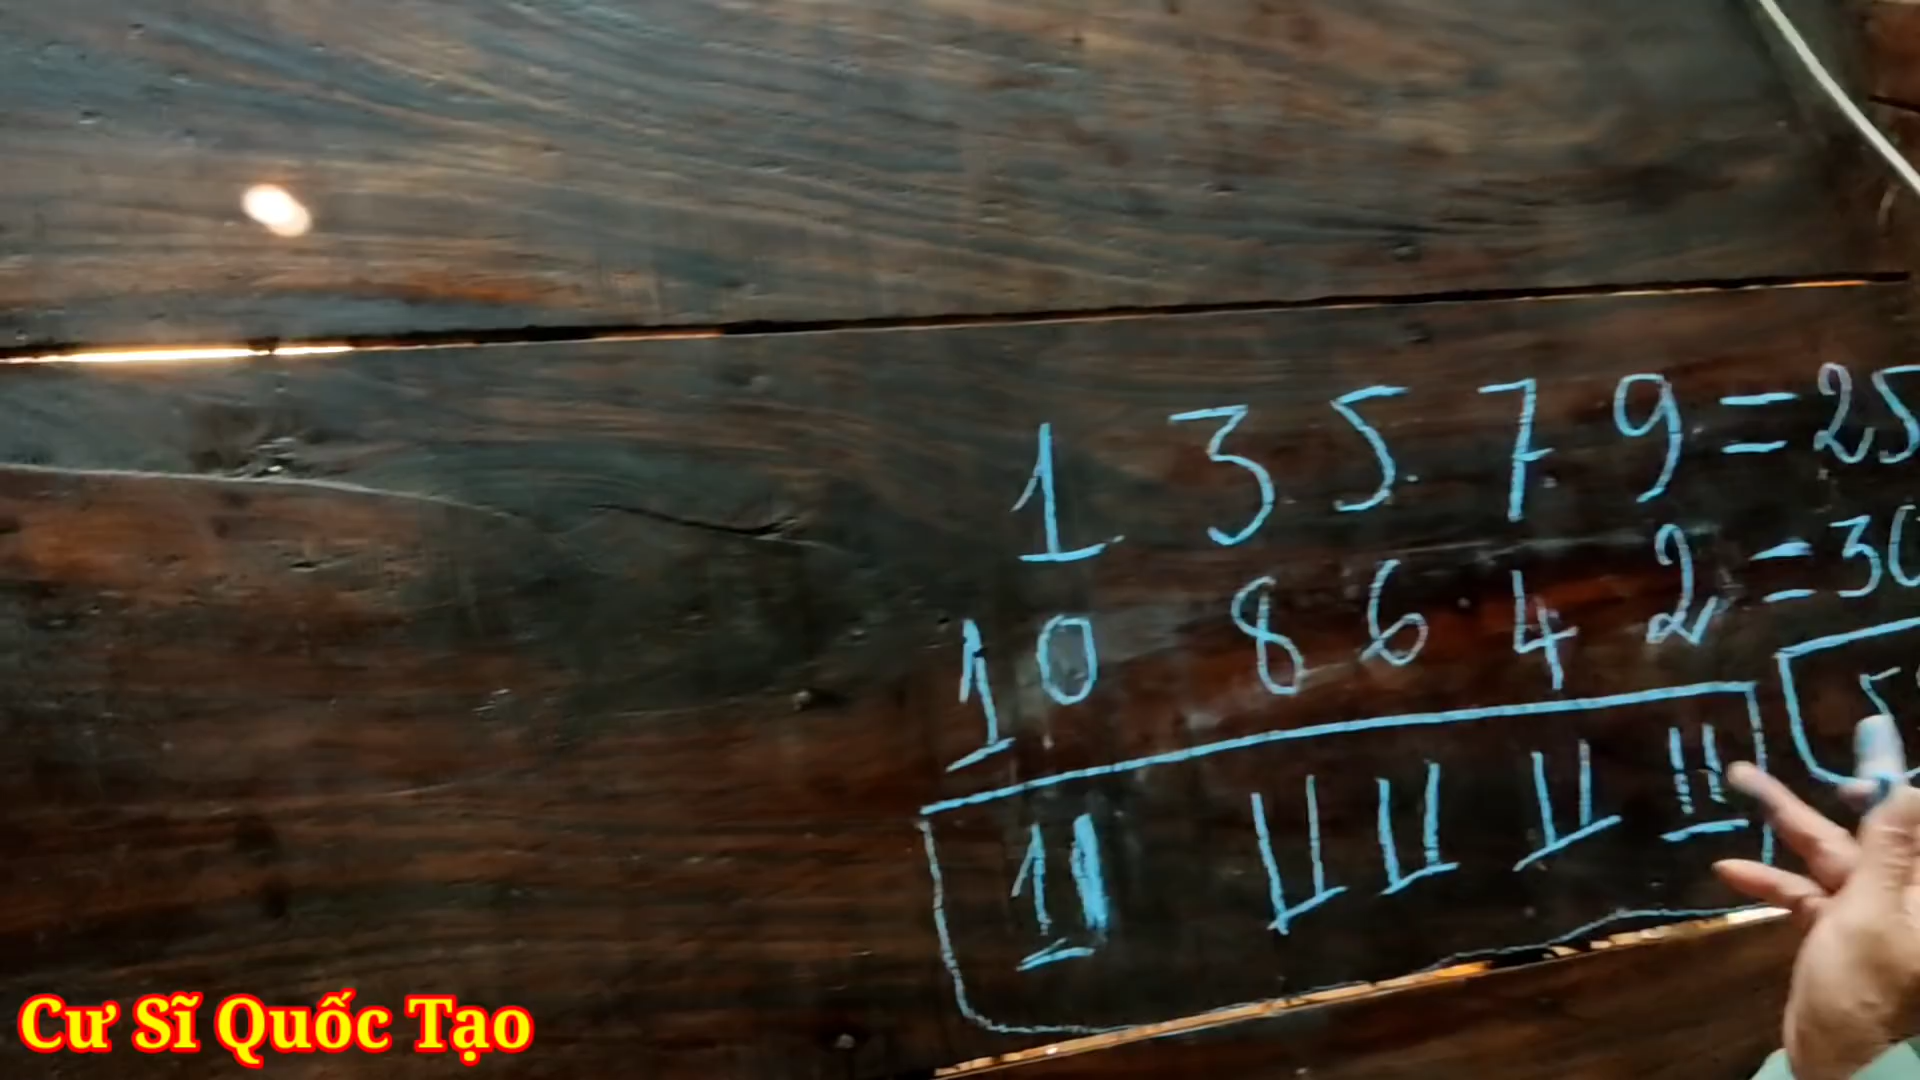 1 3 5 7 9 = 25
10 8 6 4 2 = 30
11 11 11 11 11
Cư Sĩ Quốc Tạo